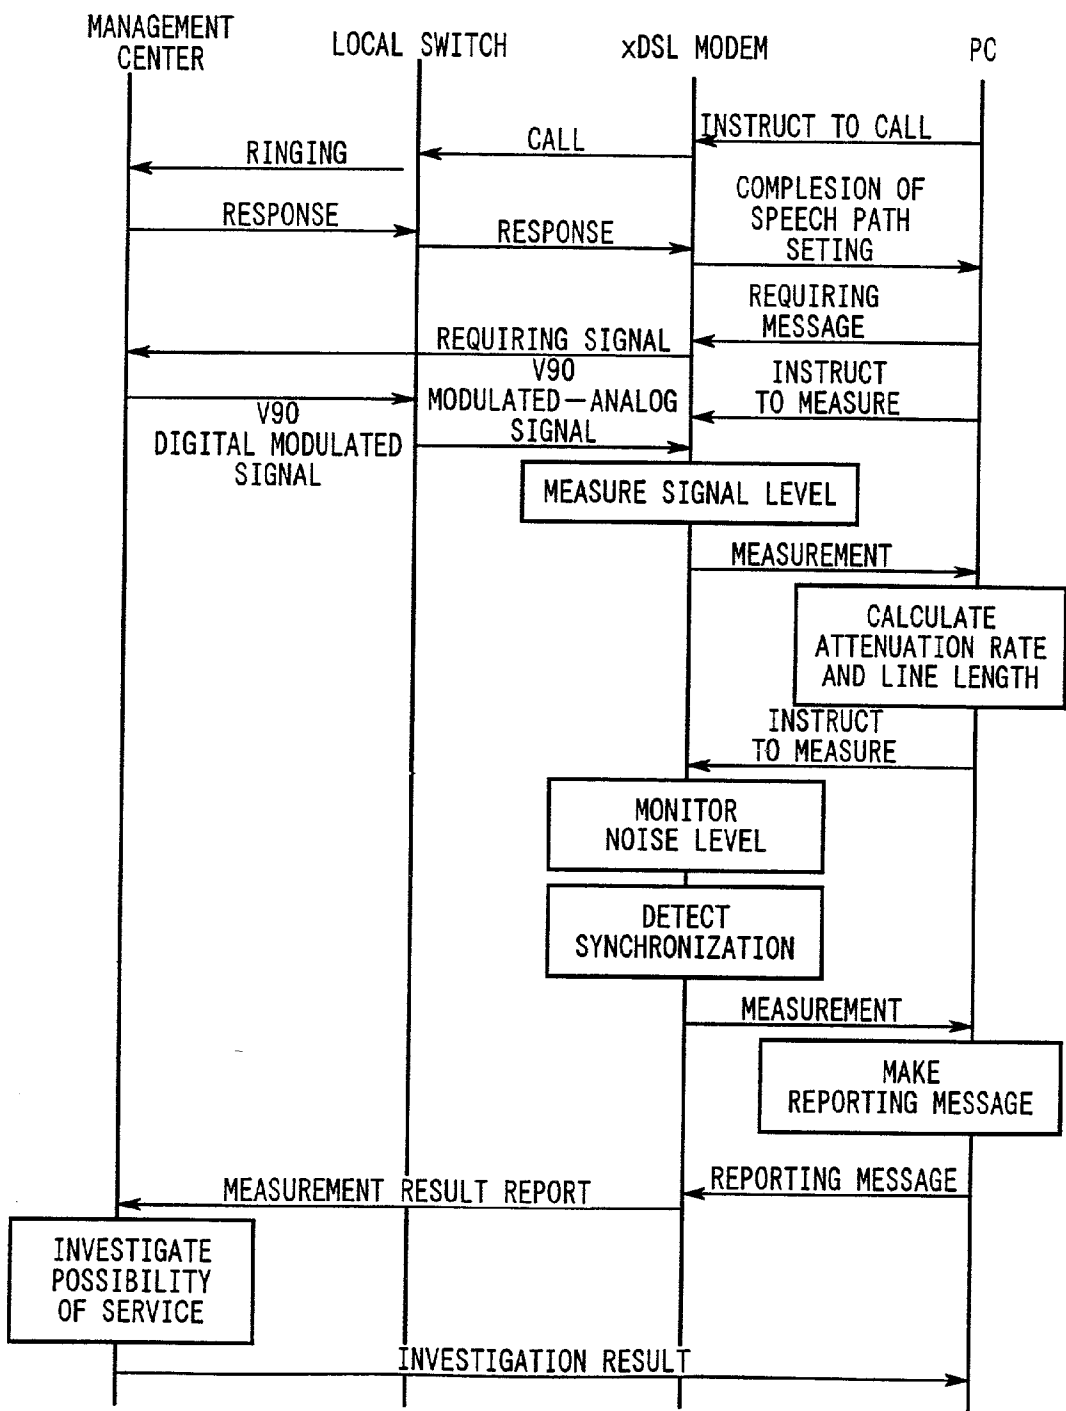 MANAGEMENT
CENTER
LOCAL SWITCH
xDSL MODEM
PC
INSTRUCT TO CALL
CALL
RINGING
COMPLESION OF
SPEECH PATH
SETING
RESPONSE
RESPONSE
REQUIRING
MESSAGE
REQUIRING SIGNAL
INSTRUCT
TO MEASURE
V90
MODULATED-ANALOG
SIGNAL
V90
DIGITAL MODULATED
SIGNAL
MEASURE SIGNAL LEVEL
MEASUREMENT
CALCULATE
ATTENUATION RATE
AND LINE LENGTH
INSTRUCT
TO MEASURE
MONITOR
NOISE LEVEL
DETECT
SYNCHRONIZATION
MEASUREMENT
MAKE
REPORTING MESSAGE
REPORTING MESSAGE
MEASUREMENT RESULT REPORT
INVESTIGATE
POSSIBILITY
OF SERVICE
INVESTIGATION RESULT